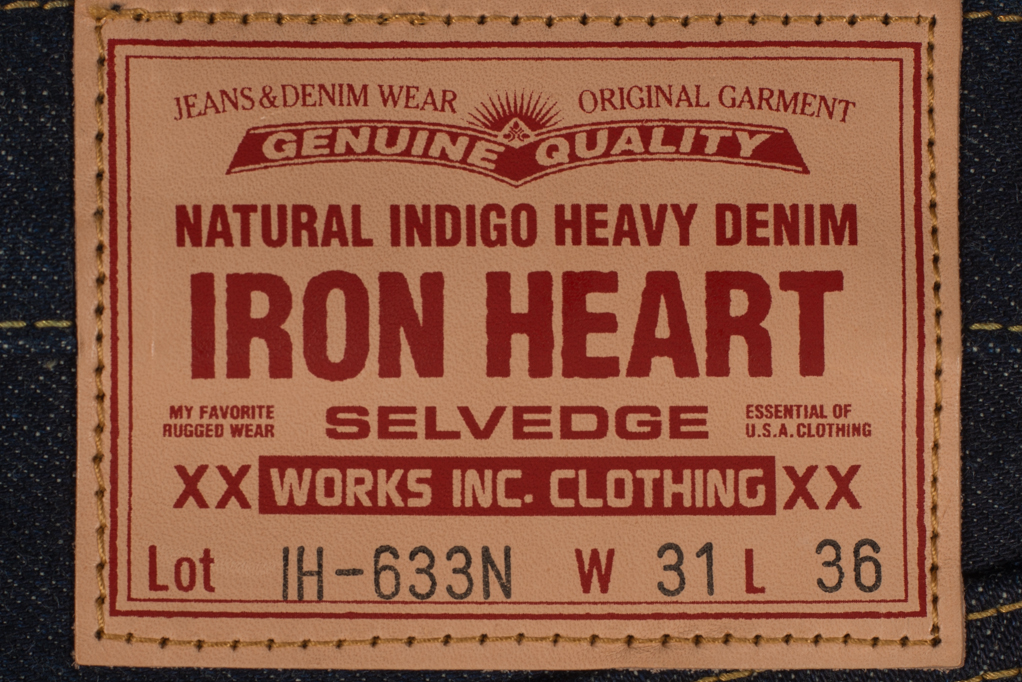 JEANS & DENIM WEAR ORIGINAL GARMENT
GENUINE QUALITY
NATURAL INDIGO HEAVY DENIM
IRON HEART
MY FAVORITE
RUGGED WEAR
SELVEDGE
ESSENTIAL OF
U.S.A. CLOTHING
XX WORKS INC. CLOTHING XX
Lot IH-633N W 31 L 36